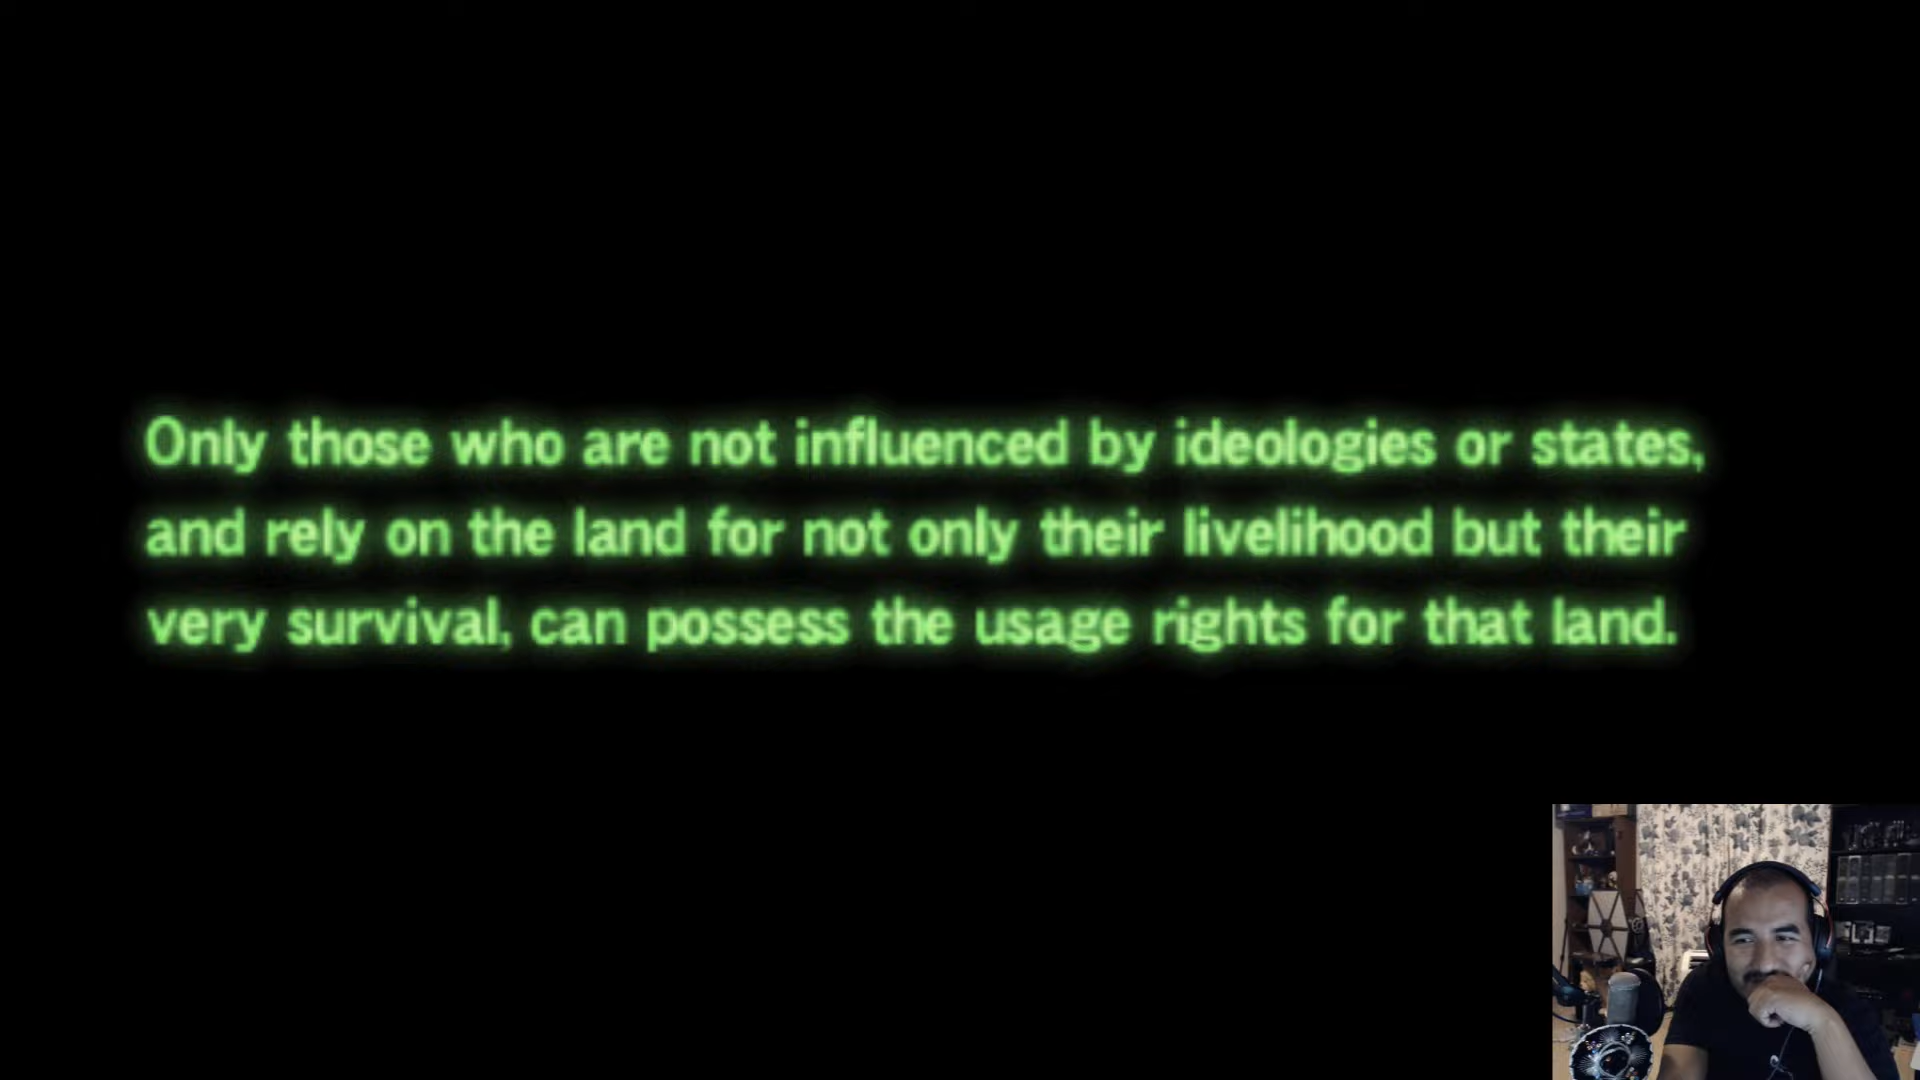 Only those who are not influenced by ideologies or states,
and rely on the land for not only their livelihood but their
very survival, can possess the usage rights for that land.